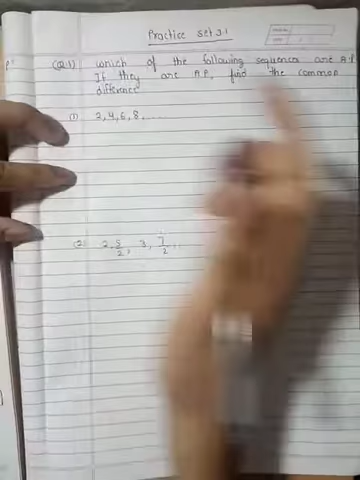 Practice set 3.1
(Q.1) which of the following sequences are A.P
If they are A.P, find the common
difference
(1) 2, 4, 6, 8, ....
(2) 2, 5/2, 3, 7/2, ..